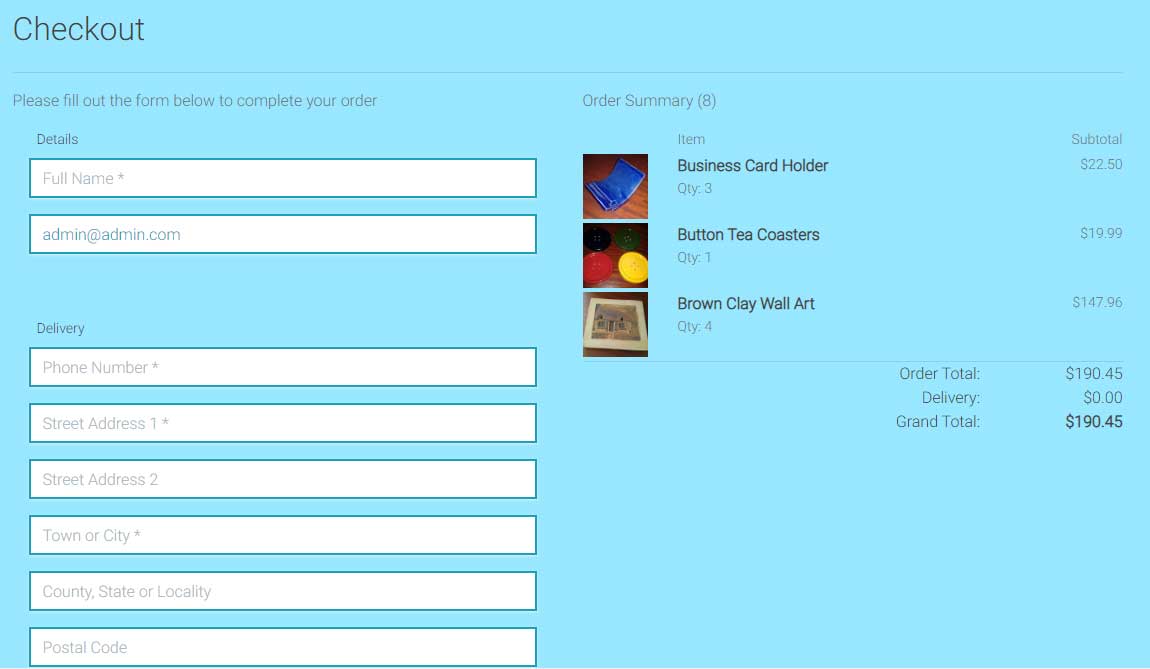 Checkout
Please fill out the form below to complete your order
Details
Full Name *
admin@admin.com
Delivery
Phone Number *
Street Address 1 *
Street Address 2
Town or City *
County, State or Locality
Postal Code
Order Summary (8)
Item Subtotal
Business Card Holder $22.50
Qty: 3
Button Tea Coasters $19.99
Qty: 1
Brown Clay Wall Art $147.96
Qty: 4
Order Total: $190.45
Delivery: $0.00
Grand Total: $190.45